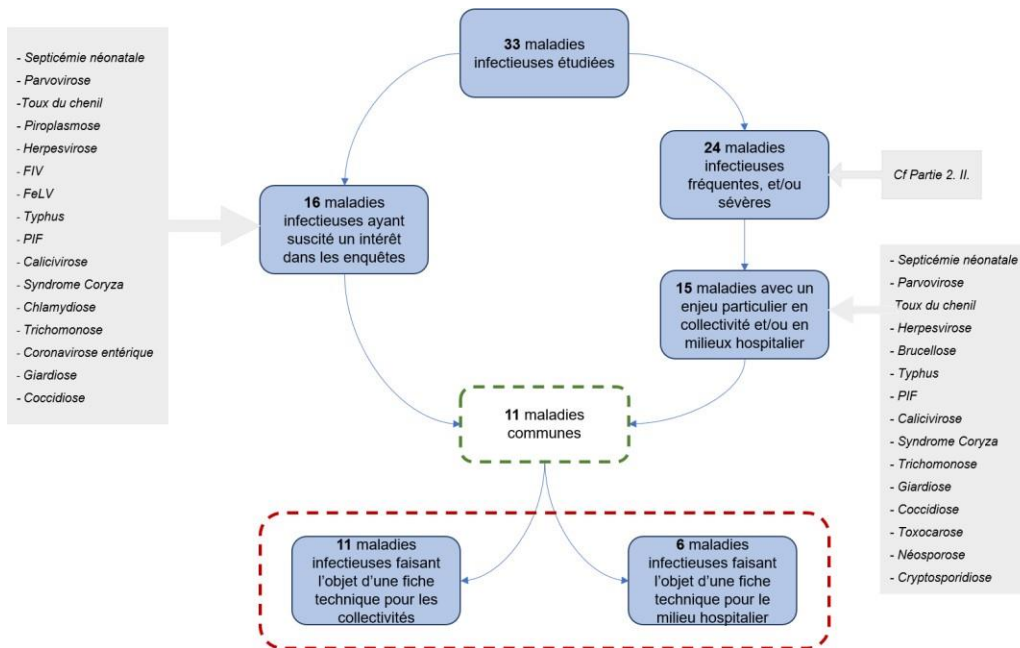 - Septicémie néonatale
- Parvovirose
-Toux du chenil
- Piroplasmose
- Herpesvirose
- FIV
- FeLV
- Typhus
- PIF
- Calicivirose
- Syndrome Coryza
- Chlamydiose
- Trichomonose
- Coronavirose entérique
- Giardiose
- Coccidiose
33 maladies
infectieuses étudiées
16 maladies
infectieuses ayant
suscité un intérêt
dans les enquêtes
24 maladies
infectieuses
fréquentes, et/ou
sévères
Cf Partie 2. II.
15 maladies avec un
enjeu particulier en
collectivité et/ou en
milieux hospitalier
- Septicémie néonatale
- Parvovirose
- Toux du chenil
- Herpesvirose
- Brucellose
- Typhus
- PIF
- Calicivirose
- Syndrome Coryza
- Trichomonose
- Giardiose
- Coccidiose
- Toxocarose
- Néosporose
- Cryptosporidiose
11 maladies
communes
11 maladies
infectieuses faisant
l'objet d'une fiche
technique pour les
collectivités
6 maladies
infectieuses faisant
l'objet d'une fiche
technique pour le
milieu hospitalier